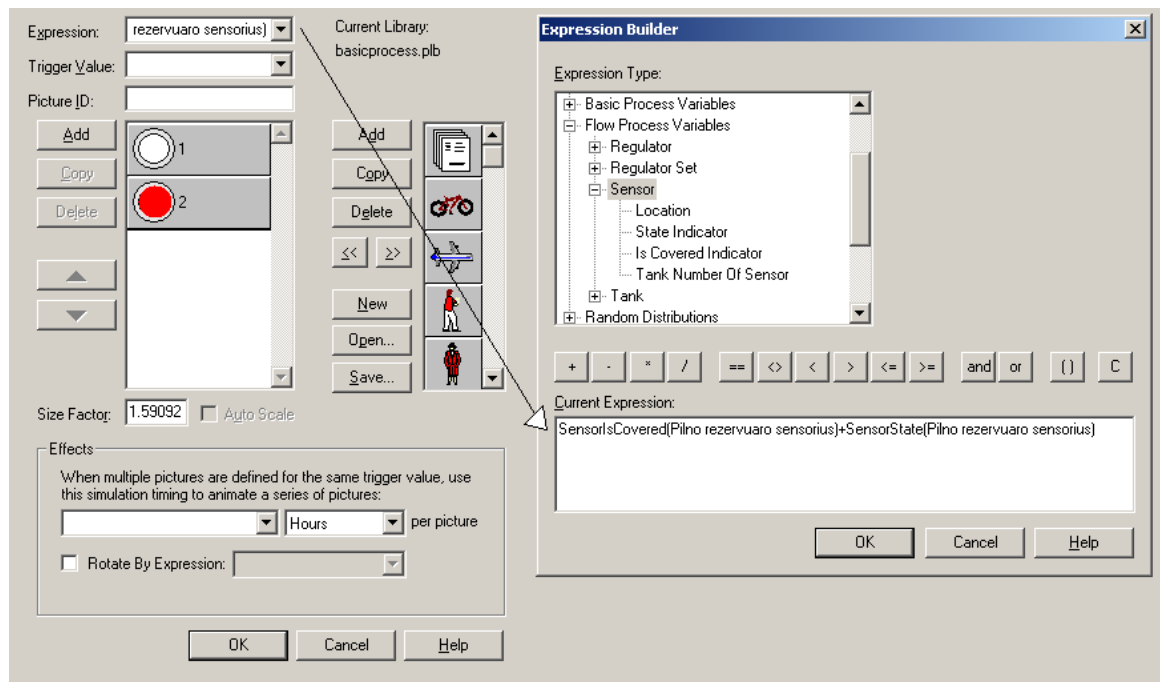 Expression: rezervuaro sensorius)
Trigger Value:
Picture ID:
Add
Copy
Delete
1
2
Size Factor: 1.59092 Auto Scale
Current Library:
basicprocess.plb
Add
Copy
Delete
<< >>
New
Open...
Save...
Effects
When multiple pictures are defined for the same trigger value, use
this simulation timing to animate a series of pictures:
Hours per picture
Rotate By Expression:
OK Cancel Help
Expression Builder
Expression Type:
Basic Process Variables
Flow Process Variables
Regulator
Regulator Set
Sensor
Location
State Indicator
Is Covered Indicator
Tank Number Of Sensor
Tank
Random Distributions
+ - * / == <> < > <= >= and or ( ) C
Current Expression:
SensorIsCovered(Pilno rezervuaro sensorius)+SensorState(Pilno rezervuaro sensorius)
OK Cancel Help